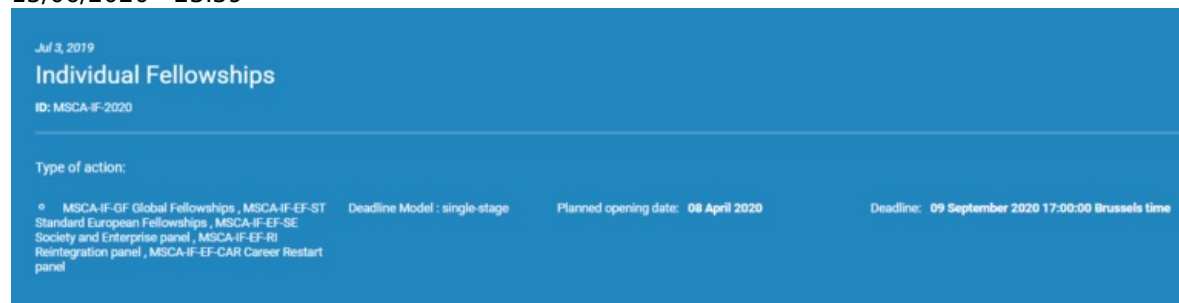 Jul 3, 2019
Individual Fellowships
ID: MSCA-IF-2020
Type of action:
MSCA-IF-GF Global Fellowships , MSCA-IF-EF-ST
Standard European Fellowships , MSCA-IF-EF-SE
Society and Enterprise panel , MSCA-IF-EF-RI
Reintegration panel , MSCA-IF-EF-CAR Career Restart
panel
Deadline Model : single-stage
Planned opening date: 08 April 2020
Deadline: 09 September 2020 17:00:00 Brussels time